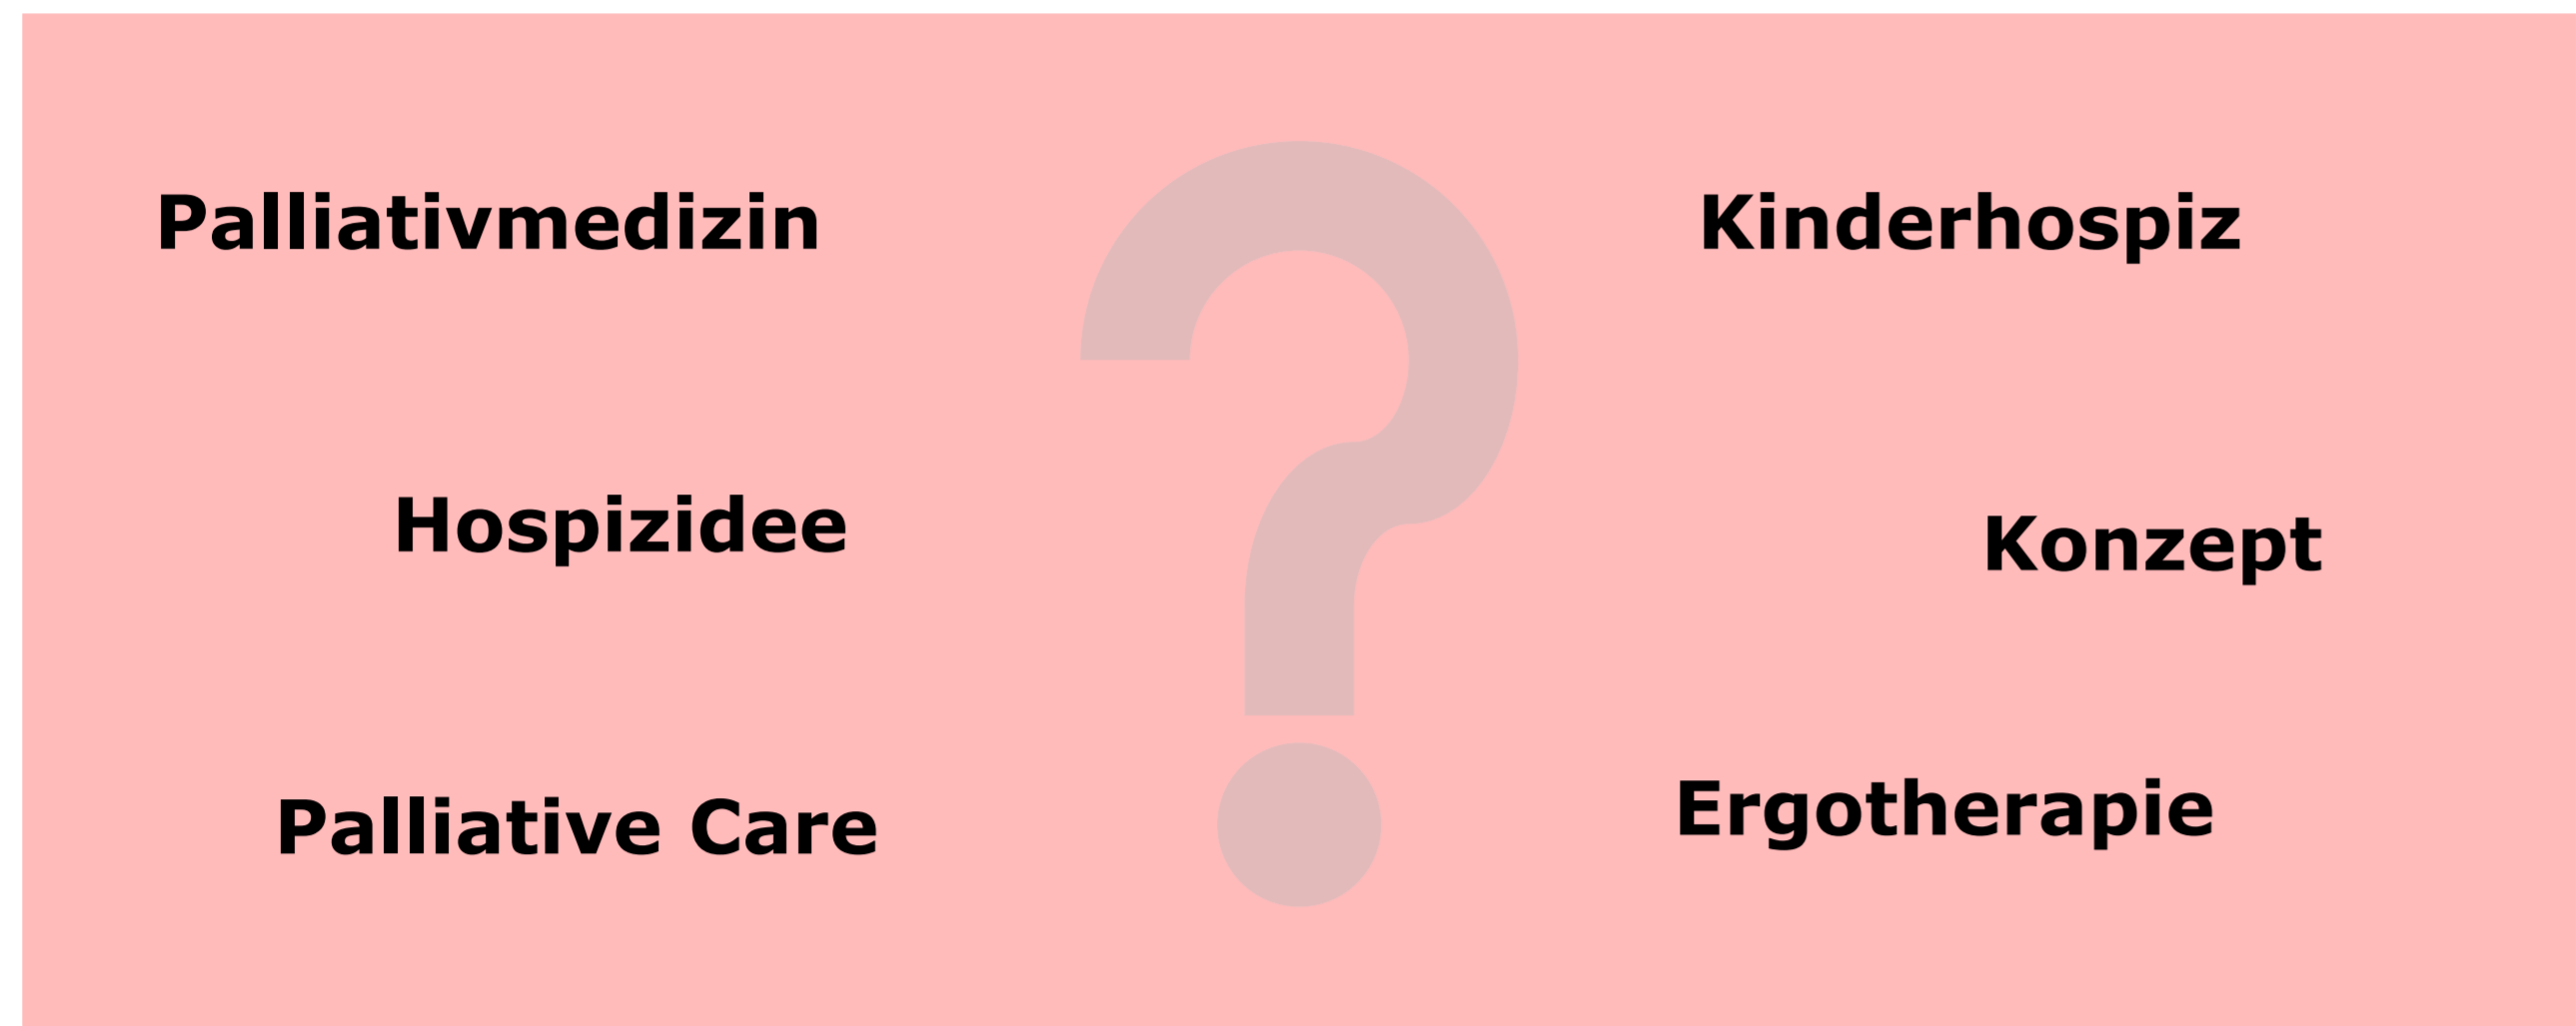 Palliativmedizin
Kinderhospiz
Hospizidee
Konzept
Palliative Care
Ergotherapie
?